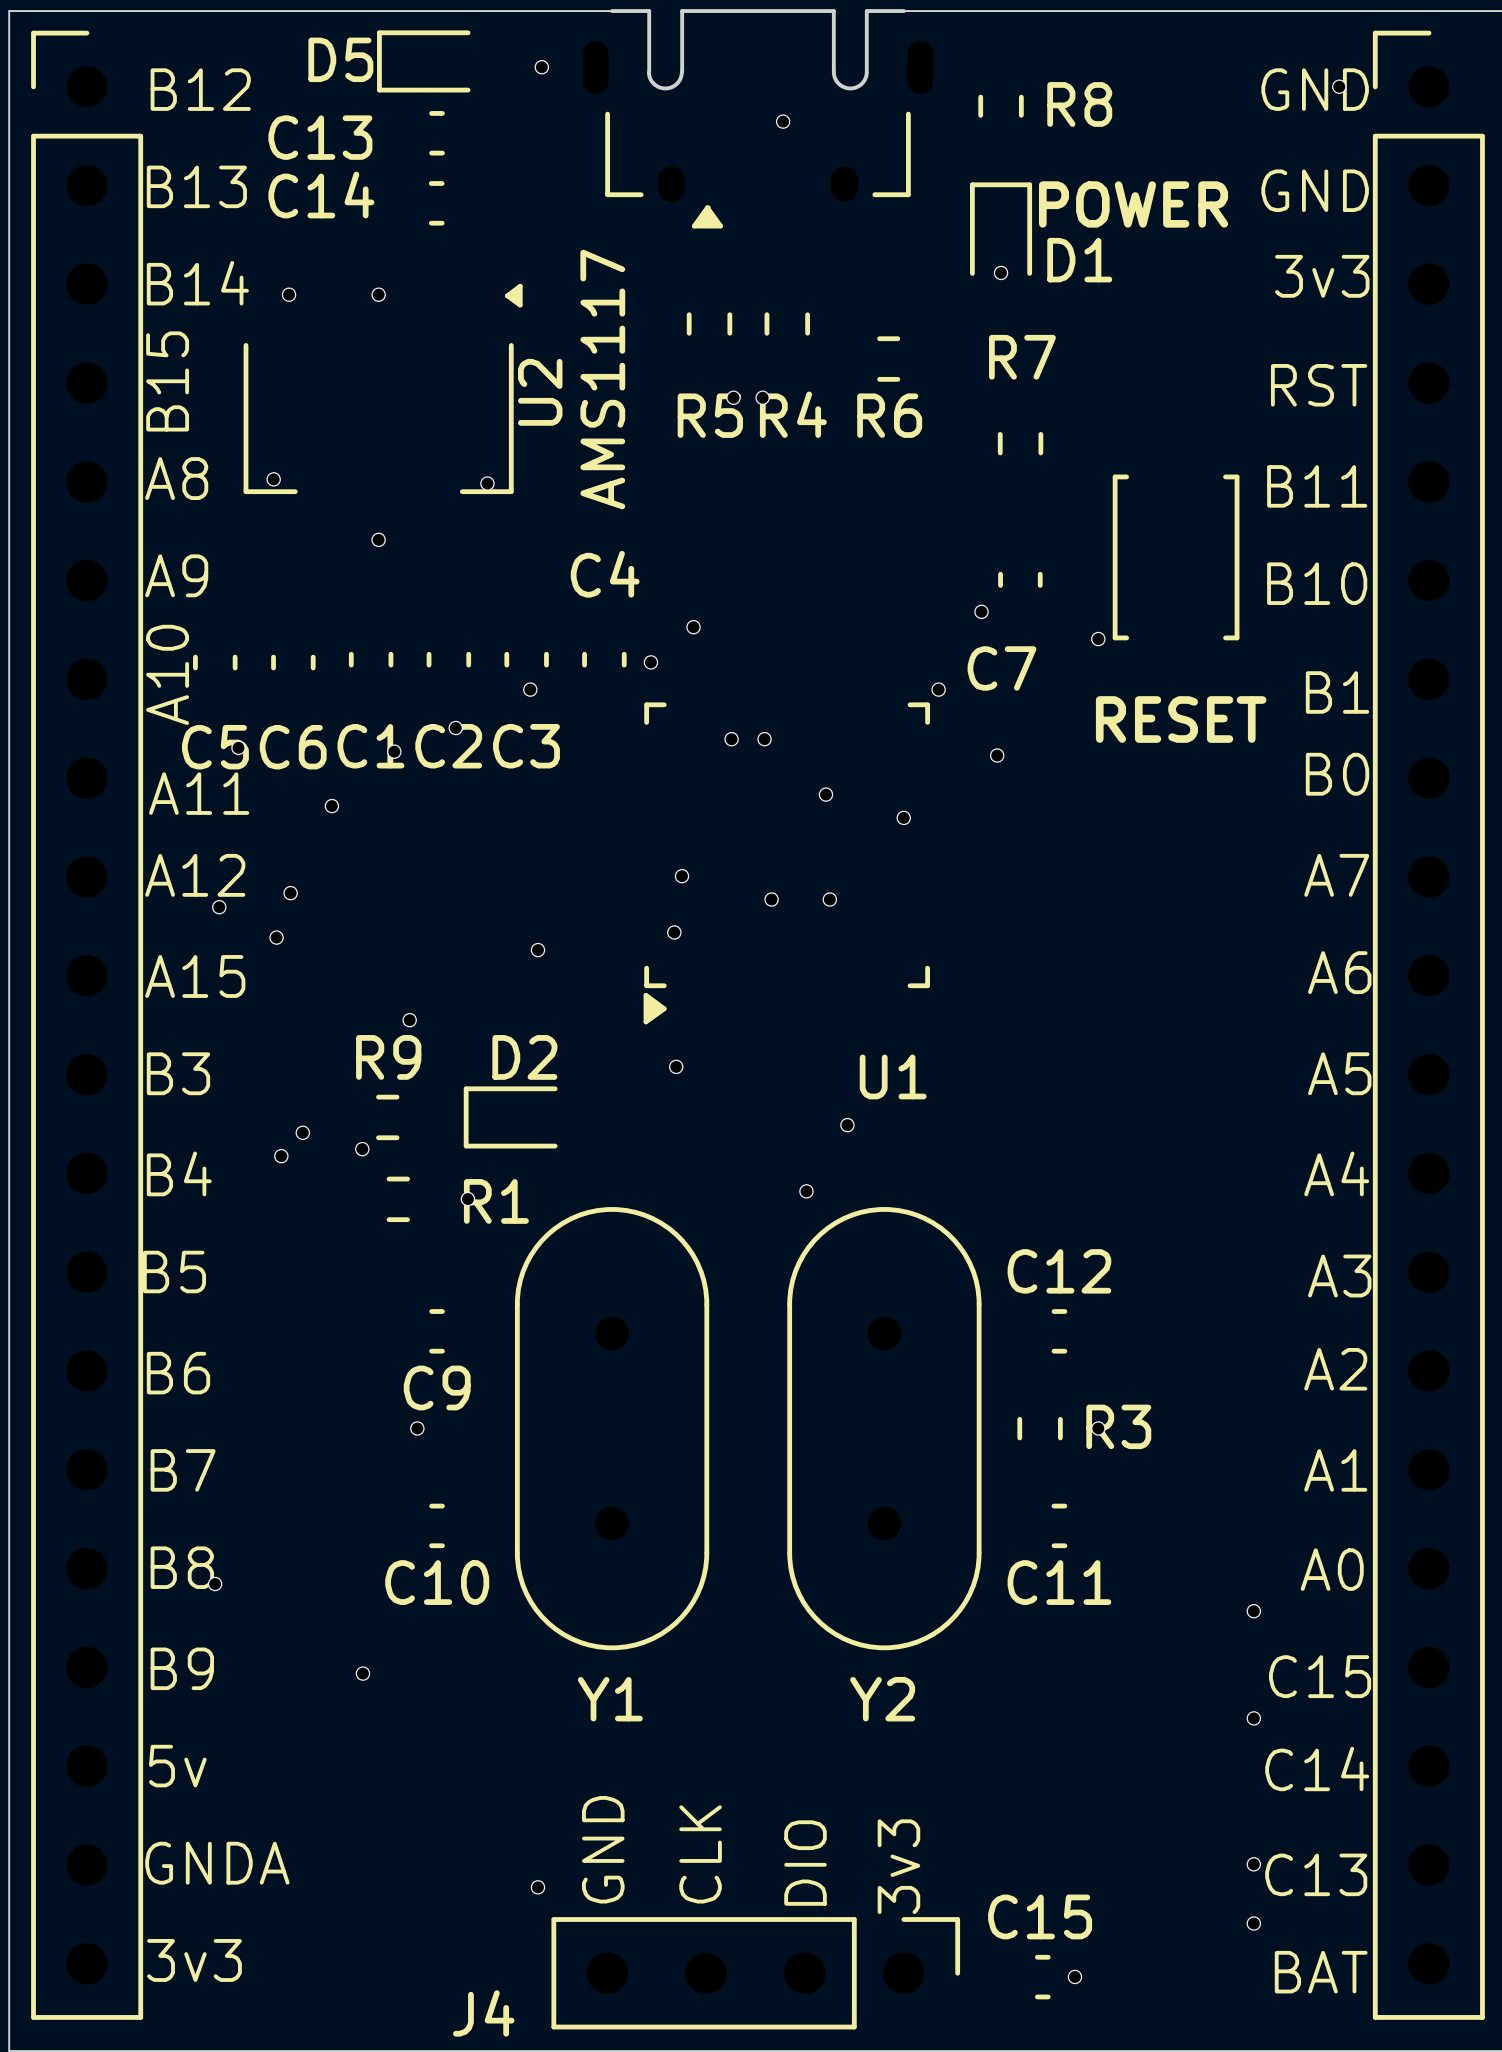 D5
B12
GND
R8
C13
B13
C14
POWER
GND
D1
B14
3v3
AMS1117
B15
U2
R7
RST
R5
R4
R6
A8
B11
A9
C4
B10
A10
C7
B1
RESET
C5
C6
C1
C2
C3
A11
B0
A12
A7
A15
A6
R9
D2
B3
U1
A5
B4
R1
A4
B5
C12
A3
B6
C9
A2
B7
R3
A1
B8
C10
C11
A0
B9
Y1
Y2
C15
5v
C14
GND
CLK
DIO
3v3
GNDA
C13
C15
3v3
BAT
J4